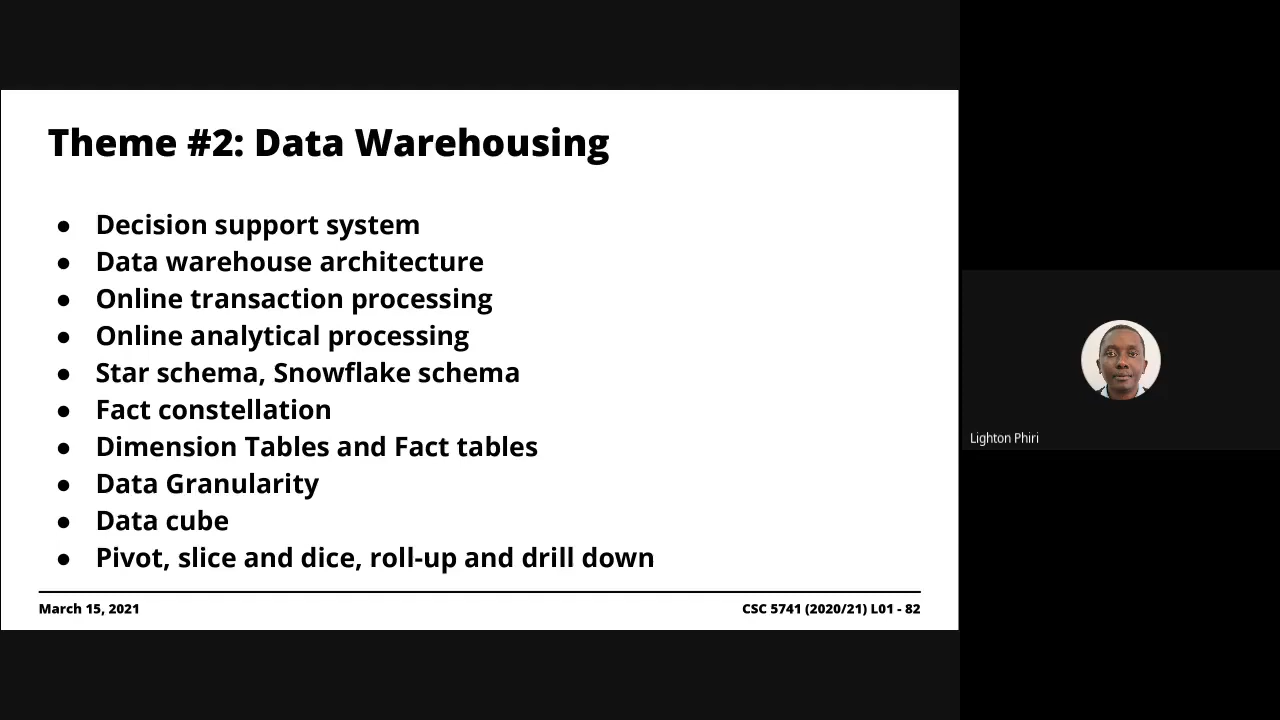 Theme #2: Data Warehousing
● Decision support system
● Data warehouse architecture
● Online transaction processing
● Online analytical processing
● Star schema, Snowflake schema
● Fact constellation
● Dimension Tables and Fact tables
● Data Granularity
● Data cube
● Pivot, slice and dice, roll-up and drill down
March 15, 2021
CSC 5741 (2020/21) L01 - 82
Lighton Phiri